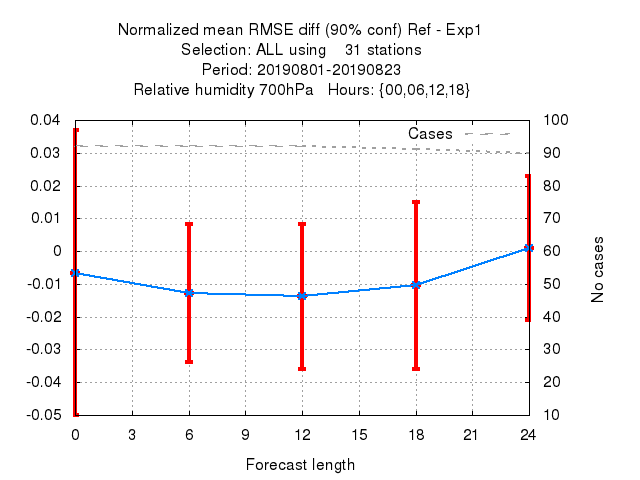 Normalized mean RMSE diff (90% conf) Ref - Exp1
Selection: ALL using 31 stations
Period: 20190801-20190823
Relative humidity 700hPa Hours: {00,06,12,18}
Cases
0.04
0.03
0.02
0.01
0
-0.01
-0.02
-0.03
-0.04
-0.05
100
90
80
70
60
50
40
30
20
10
No cases
0 3 6 9 12 15 18 21 24
Forecast length